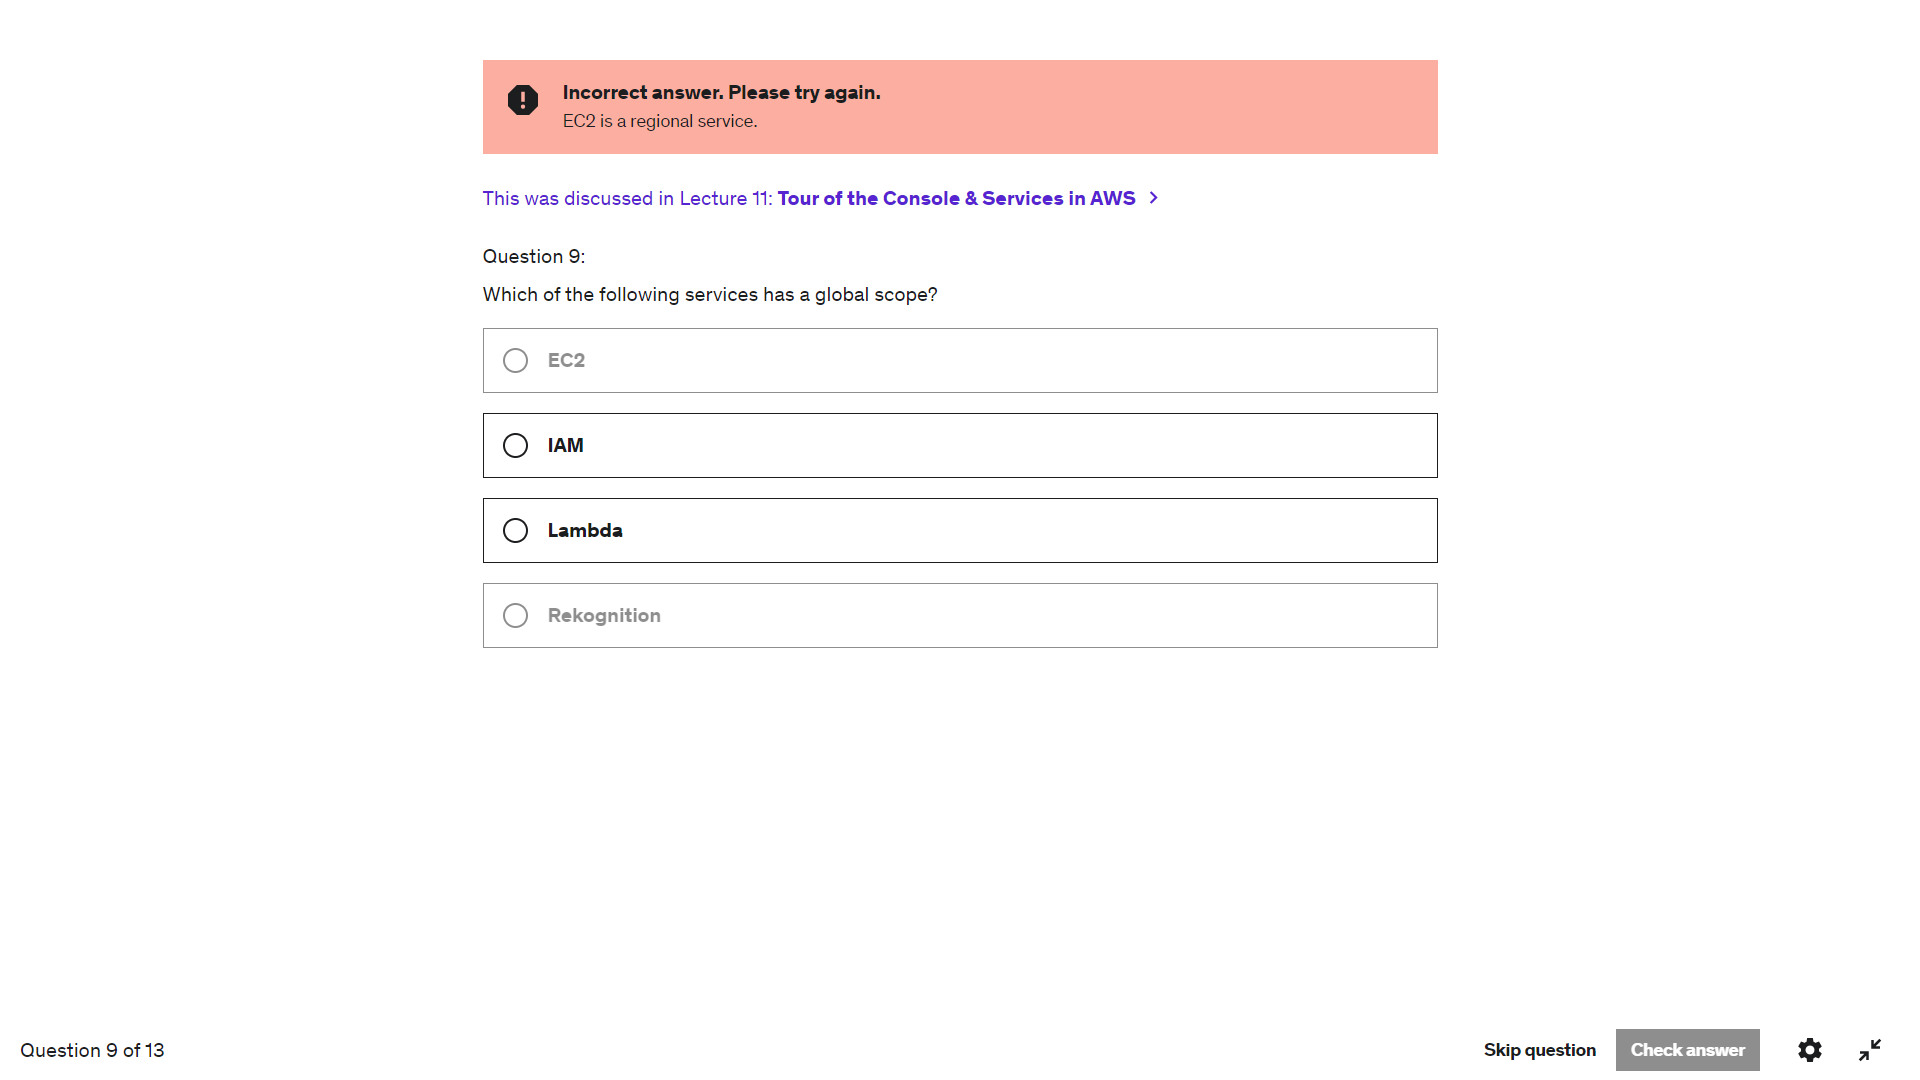 Incorrect answer. Please try again.
EC2 is a regional service.
This was discussed in Lecture 11: Tour of the Console & Services in AWS
Question 9:
Which of the following services has a global scope?
EC2
IAM
Lambda
Rekognition
Question 9 of 13
Skip question
Check answer